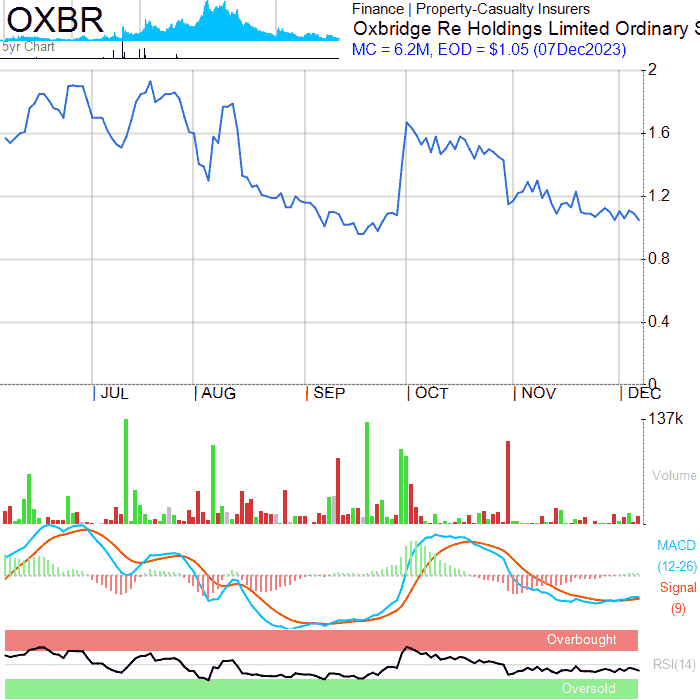 OXBR
5yr Chart
Finance | Property-Casualty Insurers
Oxbridge Re Holdings Limited Ordinary S
MC = 6.2M, EOD = $1.05 (07Dec2023)
2
1.6
1.2
0.8
0.4
0
JUL AUG SEP OCT NOV DEC
137k
Volume
MACD
(12-26)
Signal
(9)
Overbought
RSI(14)
Oversold